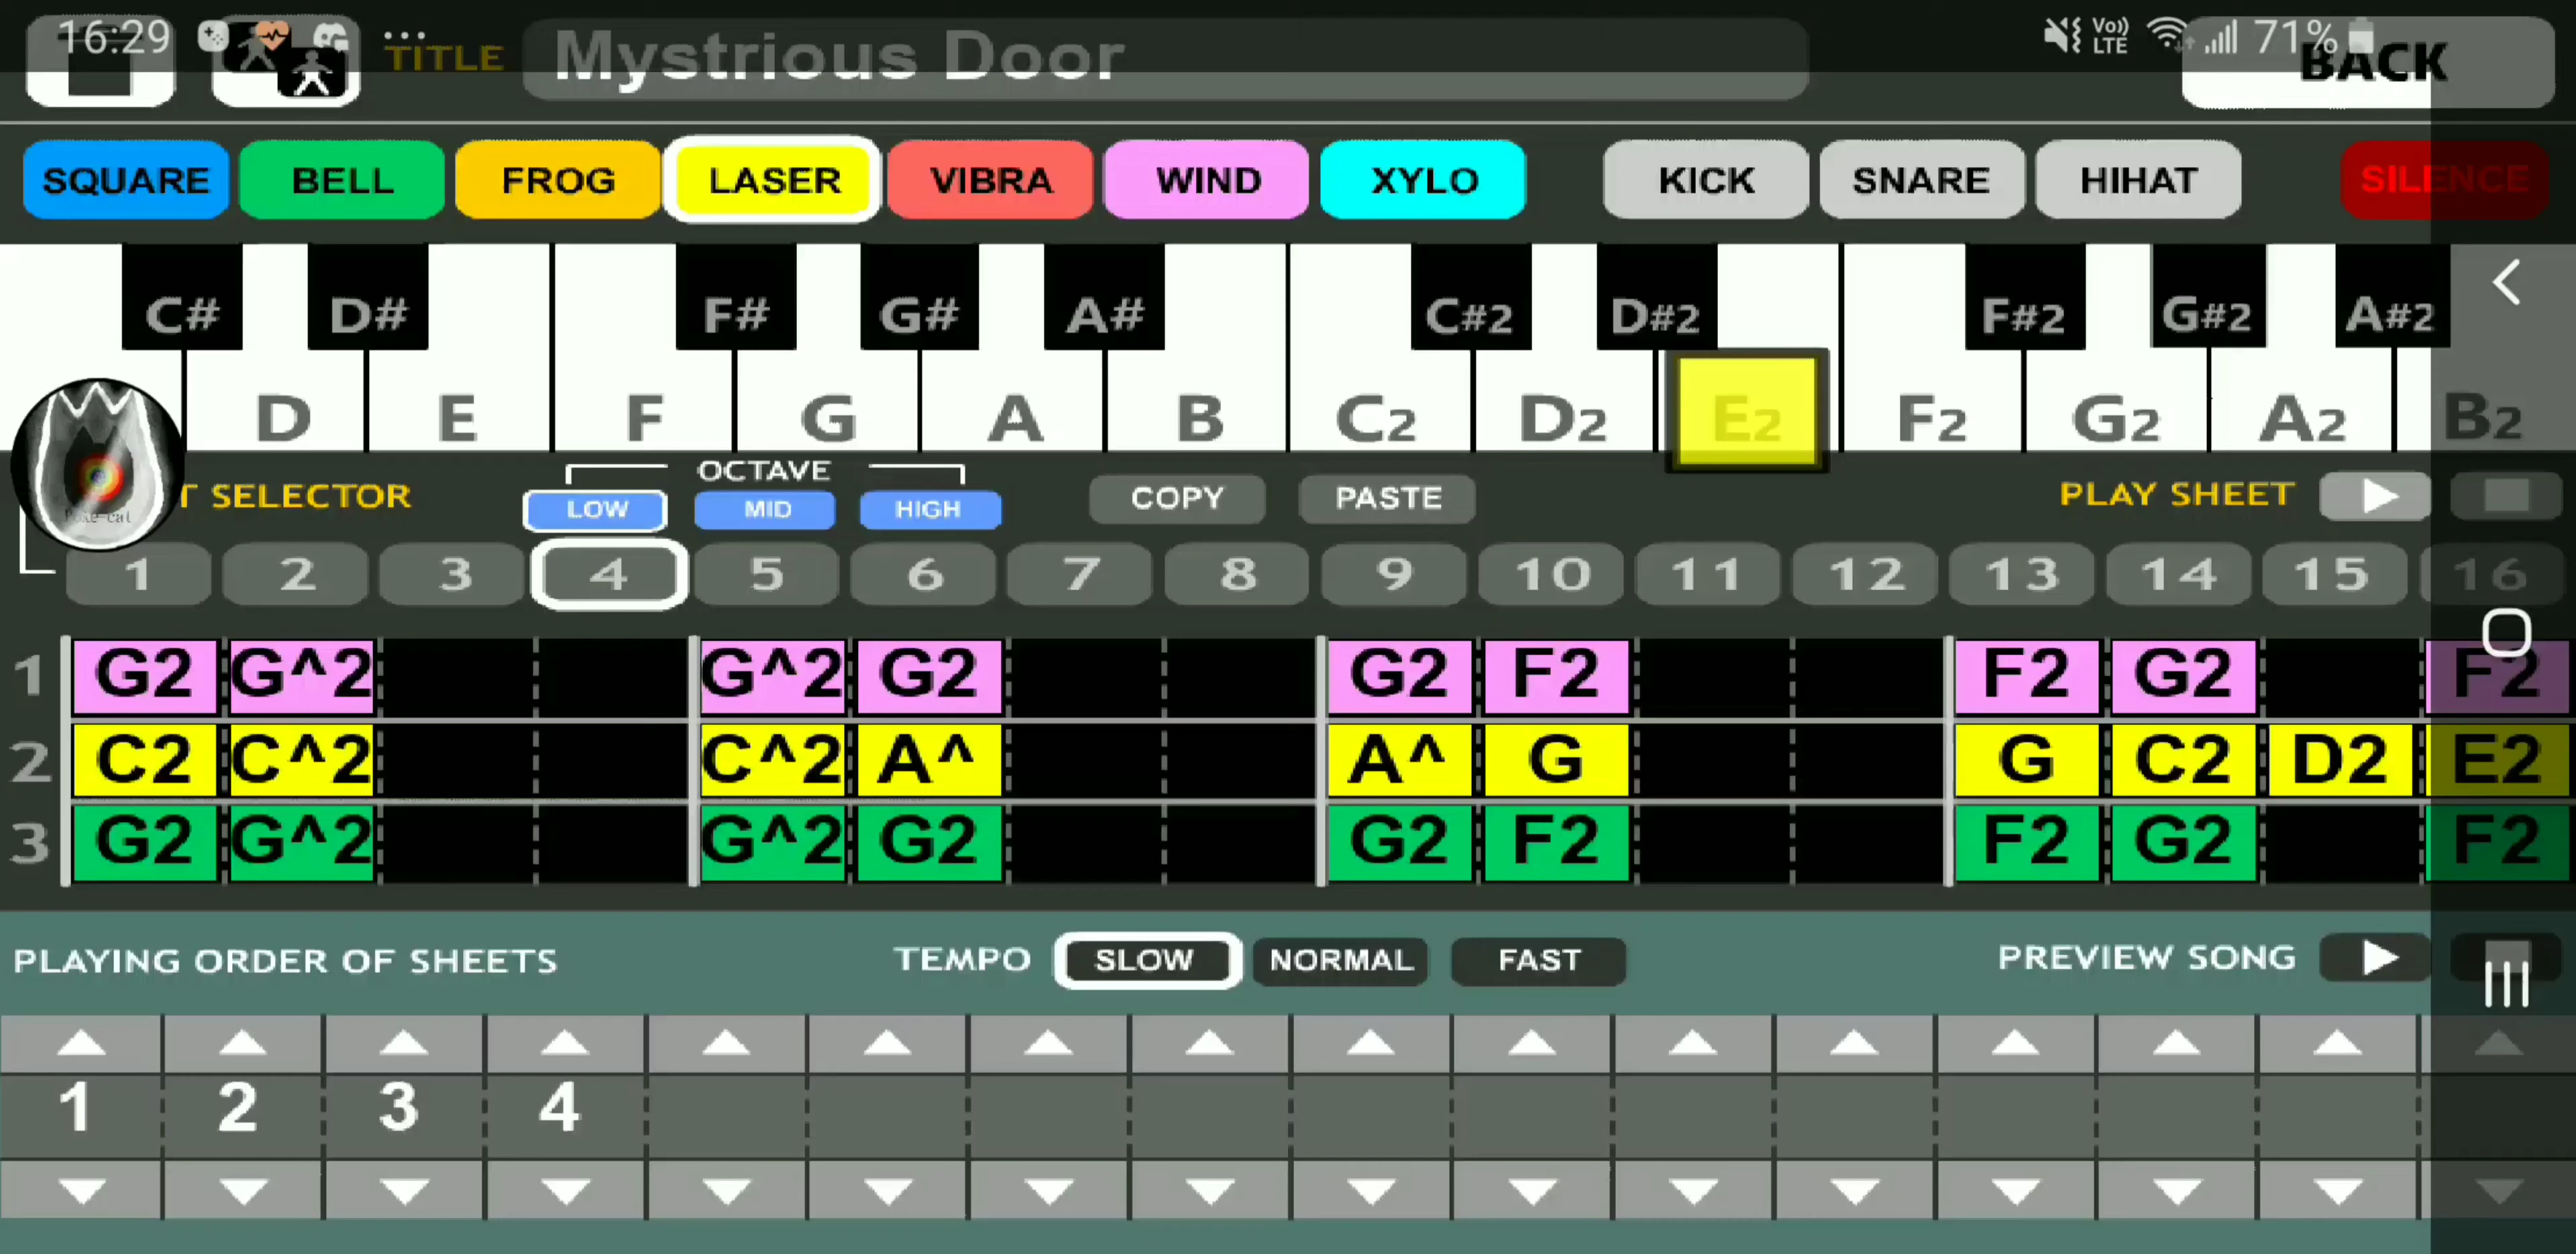 16:29 Vo)) LTE 71%
TITLE Mystrious Door BACK
SQUARE BELL FROG LASER VIBRA WIND XYLO KICK SNARE HIHAT SILENCE
C# D# F# G# A# C#2 D#2 F#2 G#2 A#2
D E F G A B C2 D2 E2 F2 G2 A2 B2
OCTAVE
T SELECTOR LOW MID HIGH COPY PASTE PLAY SHEET
Poke-cat
1 2 3 4 5 6 7 8 9 10 11 12 13 14 15 16
1 G2 G^2 G^2 G2 G2 F2 F2 G2 F2
2 C2 C^2 C^2 A^ A^ G G C2 D2 E2
3 G2 G^2 G^2 G2 G2 F2 F2 G2 F2
PLAYING ORDER OF SHEETS TEMPO SLOW NORMAL FAST PREVIEW SONG
1 2 3 4